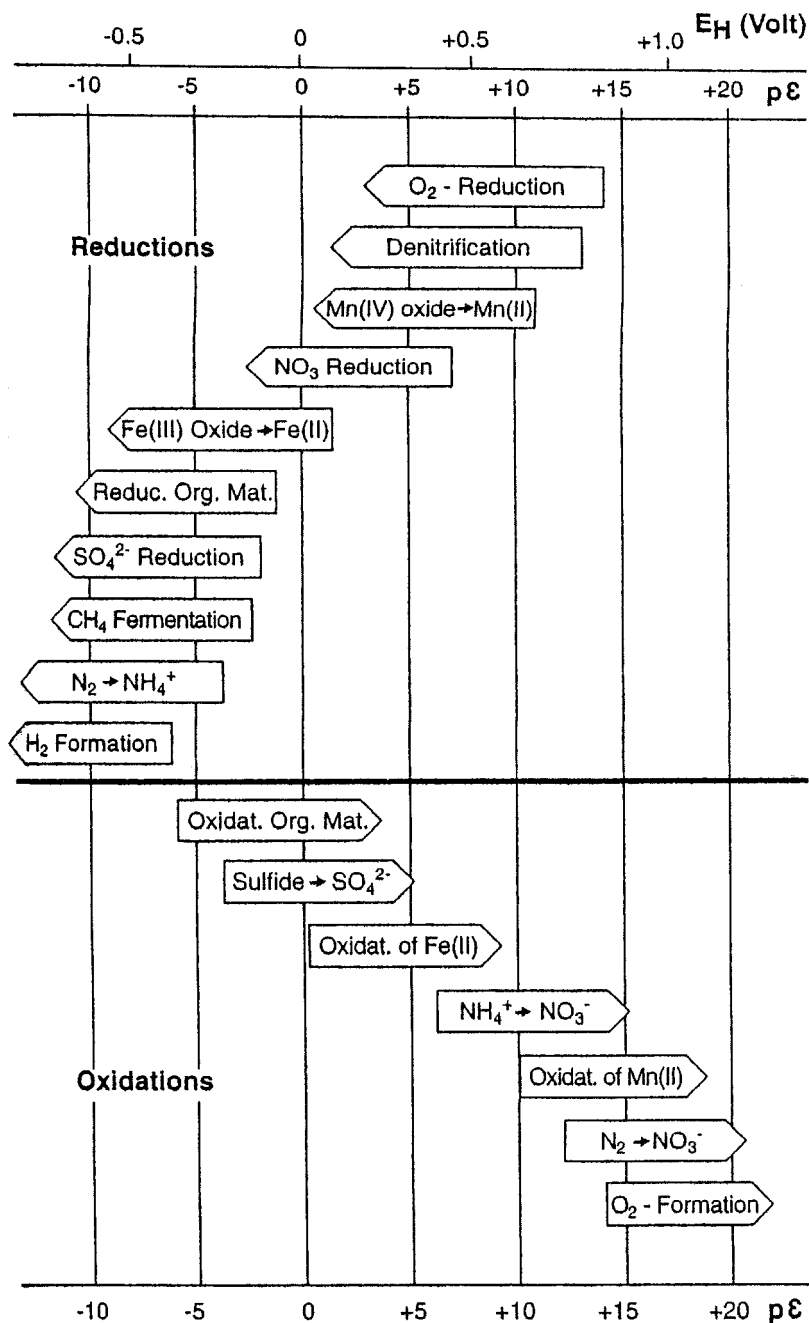 E_H (Volt)
-0.5 0 +0.5 +1.0
-10 -5 0 +5 +10 +15 +20 pε
O₂ - Reduction
Reductions
Denitrification
Mn(IV) oxide→Mn(II)
NO₃ Reduction
Fe(III) Oxide→Fe(II)
Reduc. Org. Mat.
SO₄²⁻ Reduction
CH₄ Fermentation
N₂→NH₄⁺
H₂ Formation
Oxidat. Org. Mat.
Sulfide→SO₄²⁻
Oxidat. of Fe(II)
NH₄⁺→NO₃⁻
Oxidations
Oxidat. of Mn(II)
N₂→NO₃⁻
O₂ - Formation
-10 -5 0 +5 +10 +15 +20 pε